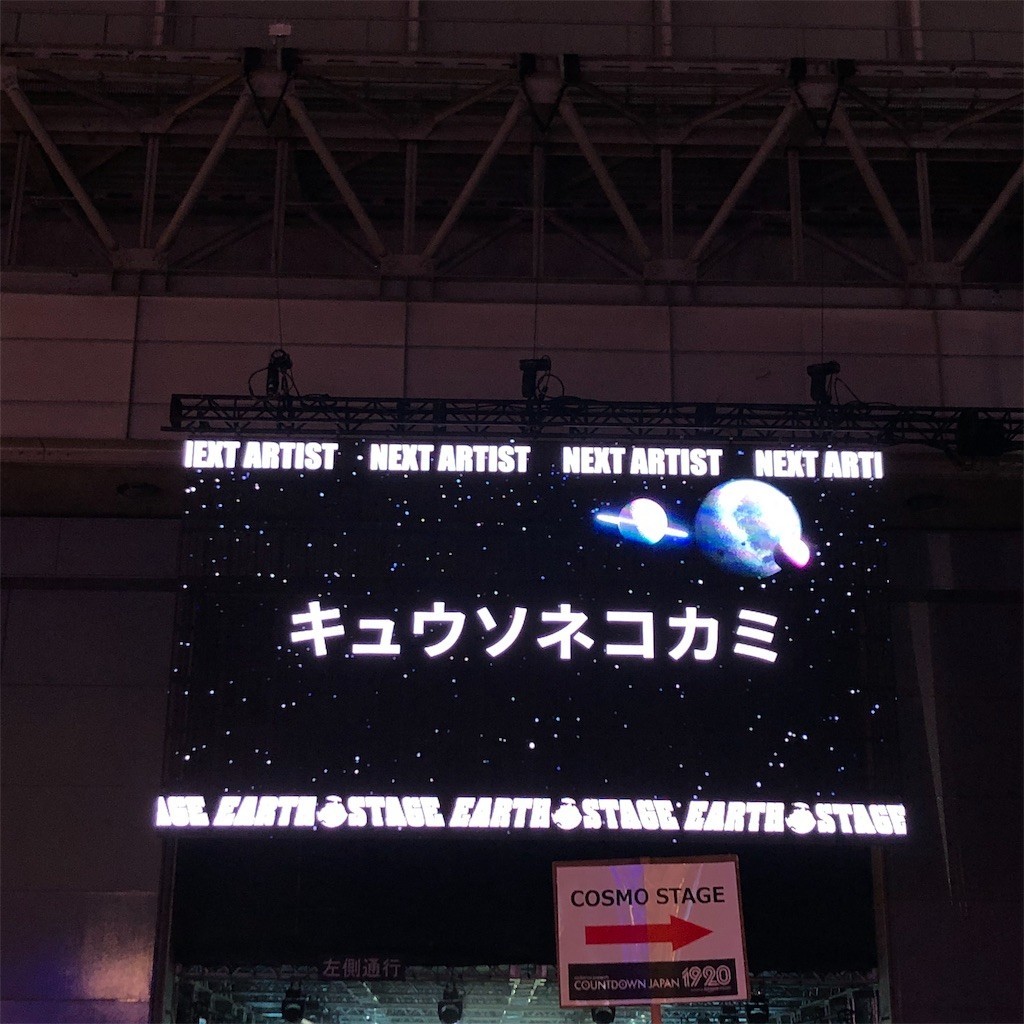 IEXT ARTIST NEXT ARTIST NEXT ARTIST NEXT ARTI
キュウソネコカミ
AGE EARTH STAGE EARTH STAGE EARTH STAGE
COSMO STAGE
COUNTDOWN JAPAN 1920
左側通行